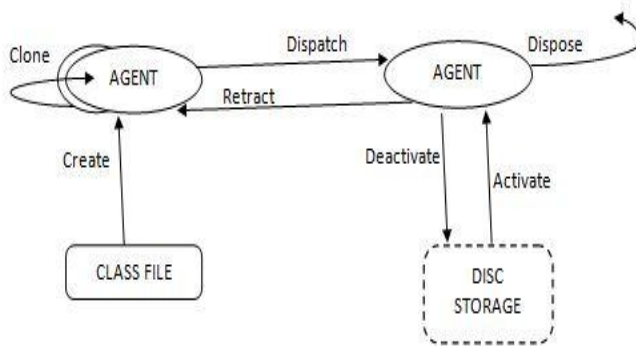 Clone
AGENT
Dispatch
AGENT
Dispose
Retract
Create
Deactivate
Activate
CLASS FILE
DISC
STORAGE